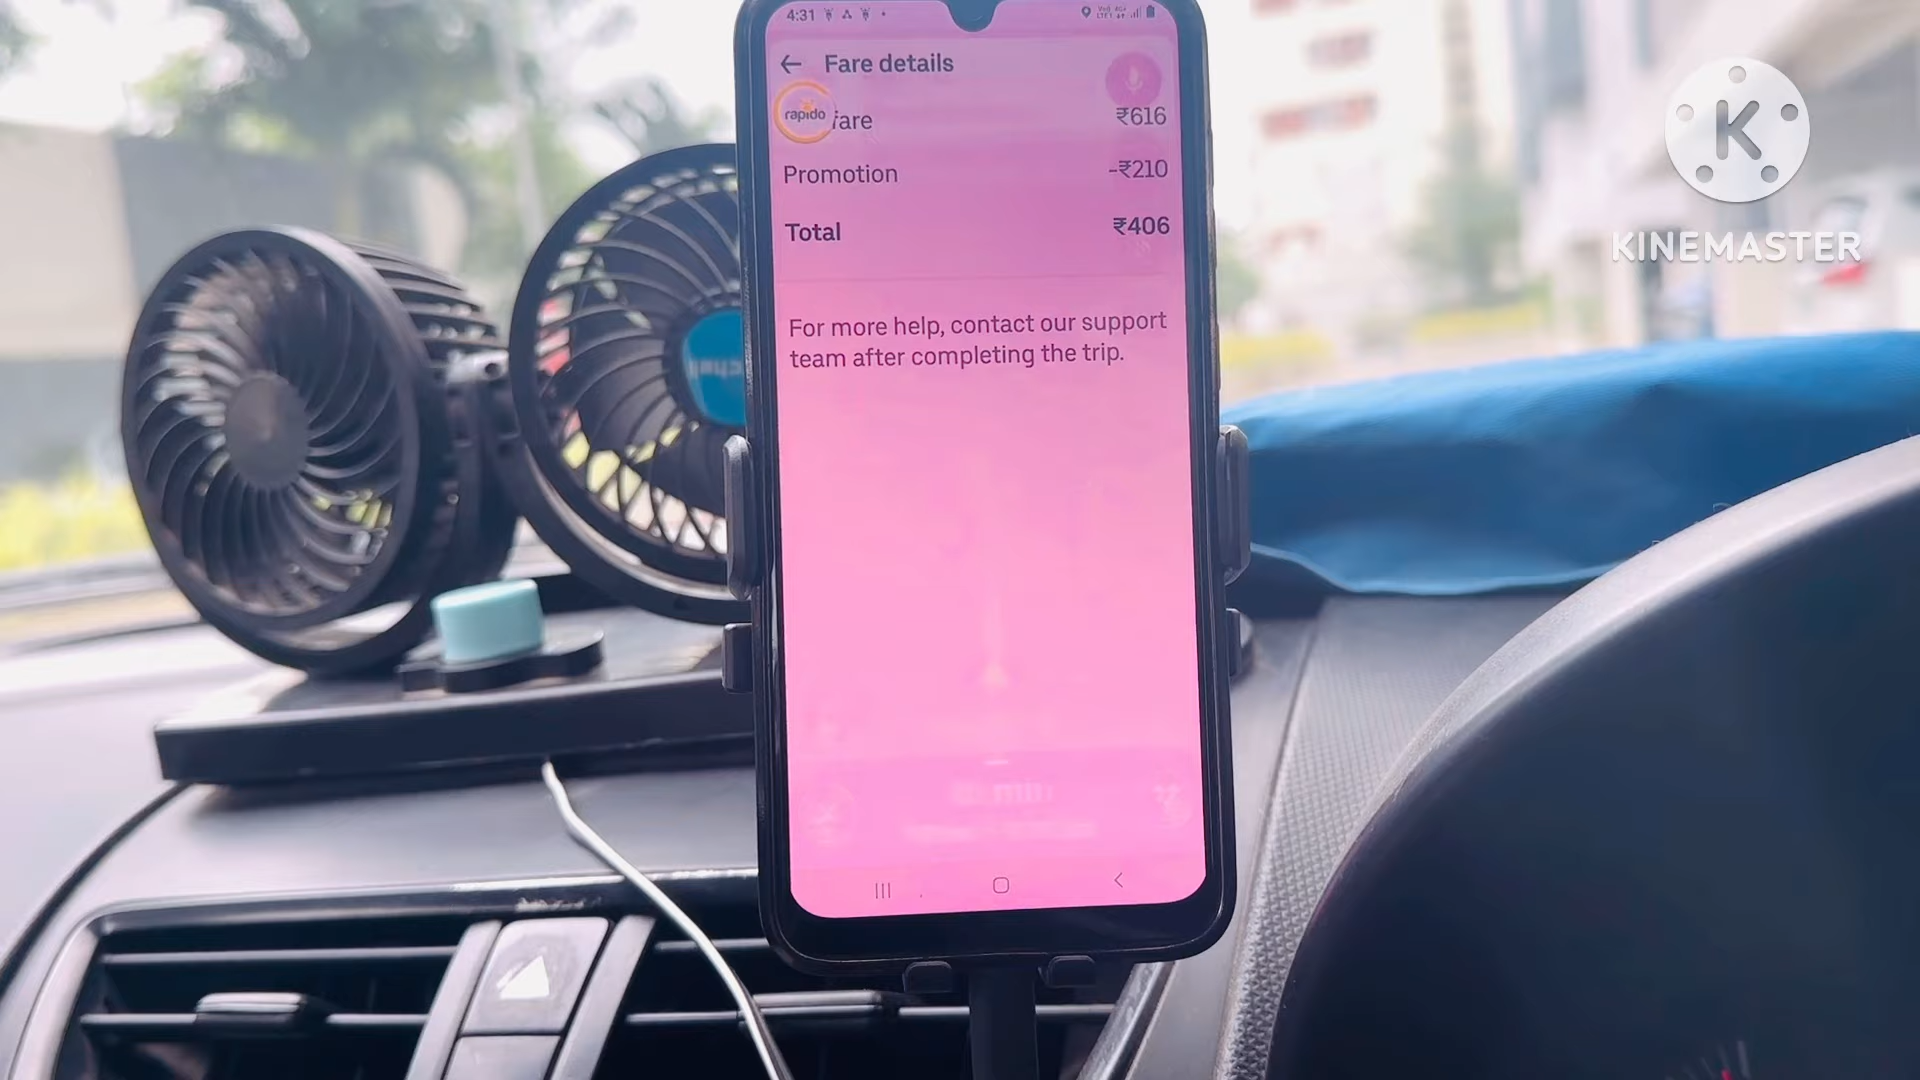 4:31
Fare details
rapido
fare ₹616
Promotion -₹210
Total ₹406
For more help, contact our support
team after completing the trip.
KINEMASTER